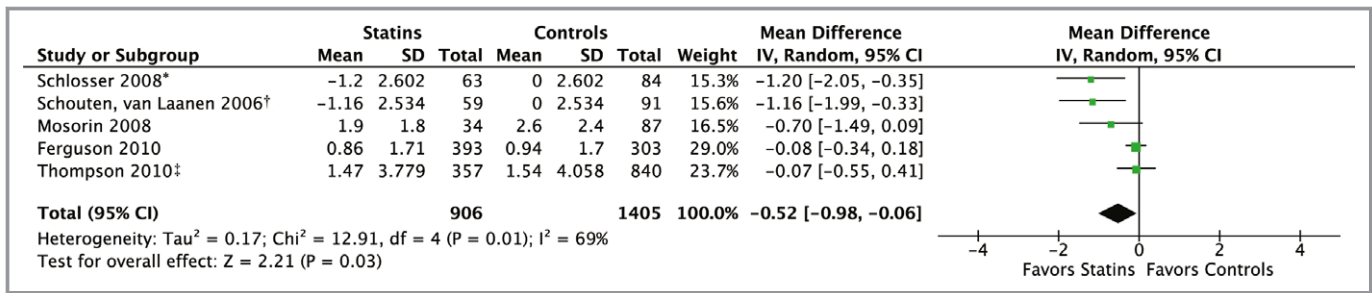 Statins Controls Mean Difference Mean Difference
Study or Subgroup Mean SD Total Mean SD Total Weight IV, Random, 95% CI IV, Random, 95% CI
Schlosser 2008* −1.2 2.602 63 0 2.602 84 15.3% −1.20 [−2.05, −0.35]
Schouten, van Laanen 2006† −1.16 2.534 59 0 2.534 91 15.6% −1.16 [−1.99, −0.33]
Mosorin 2008 1.9 1.8 34 2.6 2.4 87 16.5% −0.70 [−1.49, 0.09]
Ferguson 2010 0.86 1.71 393 0.94 1.7 303 29.0% −0.08 [−0.34, 0.18]
Thompson 2010‡ 1.47 3.779 357 1.54 4.058 840 23.7% −0.07 [−0.55, 0.41]
Total (95% CI) 906 1405 100.0% −0.52 [−0.98, −0.06]
Heterogeneity: Tau² = 0.17; Chi² = 12.91, df = 4 (P = 0.01); I² = 69%
Test for overall effect: Z = 2.21 (P = 0.03)
−4 −2 0 2 4
Favors Statins Favors Controls